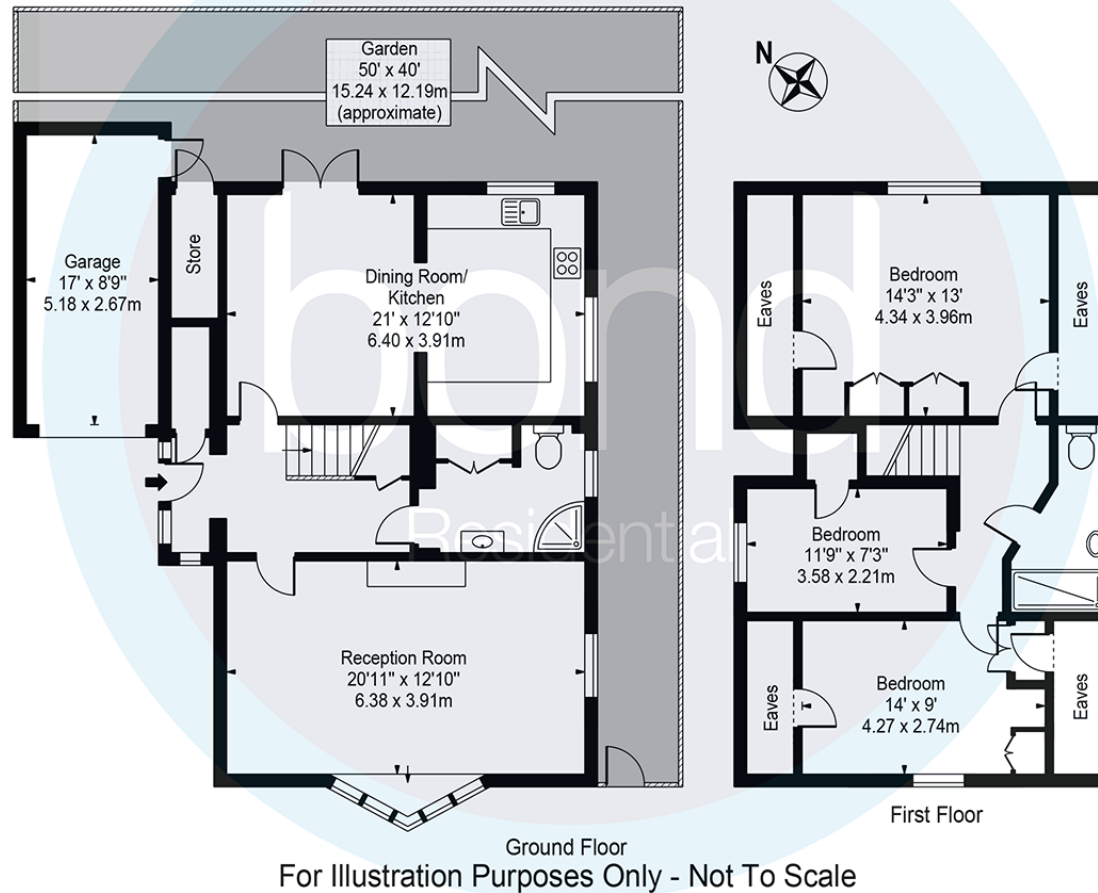 Garden
50' x 40'
15.24 x 12.19m
(approximate)
N
Garage
17' x 8'9"
5.18 x 2.67m
Store
Dining Room/
Kitchen
21' x 12'10"
6.40 x 3.91m
Eaves
Bedroom
14'3" x 13'
4.34 x 3.96m
Eaves
bond
Residential
Bedroom
11'9" x 7'3"
3.58 x 2.21m
Reception Room
20'11" x 12'10"
6.38 x 3.91m
Eaves
Bedroom
14' x 9'
4.27 x 2.74m
Eaves
First Floor
Ground Floor
For Illustration Purposes Only - Not To Scale